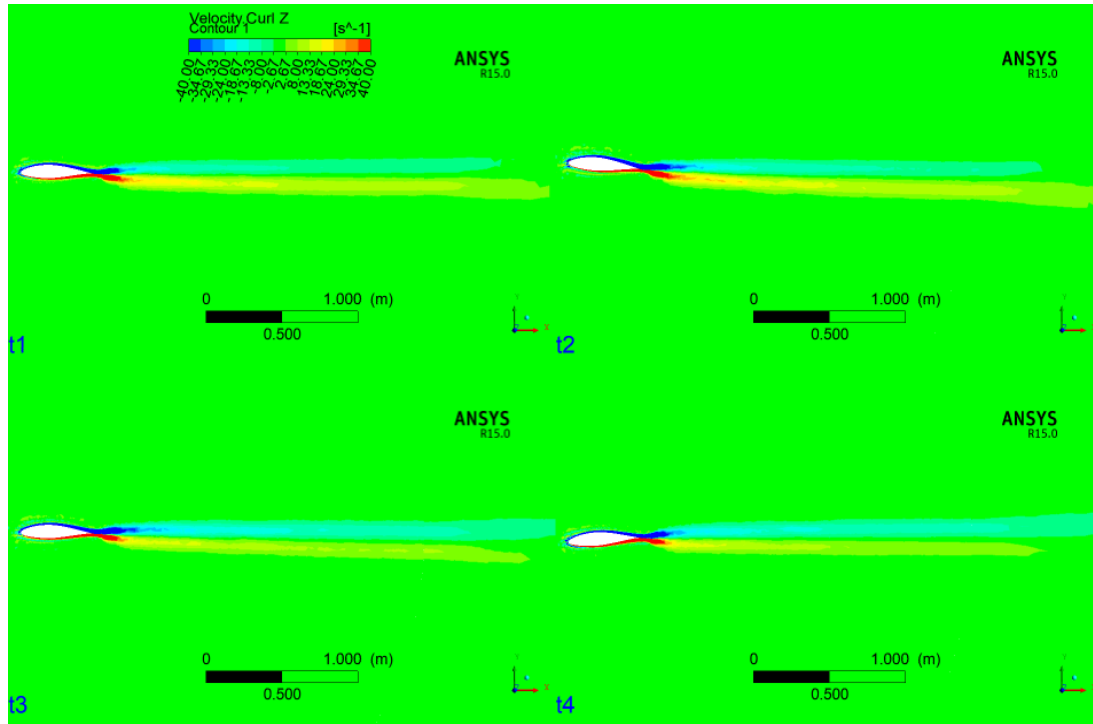 Velocity Curl Z
Contour 1 [s^-1]
-40.00
-34.67
-29.33
-24.00
-18.67
-13.33
-8.00
-2.67
2.67
8.00
13.33
18.67
24.00
29.33
34.67
40.00
ANSYS
R15.0
ANSYS
R15.0
0 1.000 (m)
0.500
Y
X
t1
0 1.000 (m)
0.500
Y
X
t2
ANSYS
R15.0
ANSYS
R15.0
0 1.000 (m)
0.500
Y
X
t3
0 1.000 (m)
0.500
Y
X
t4